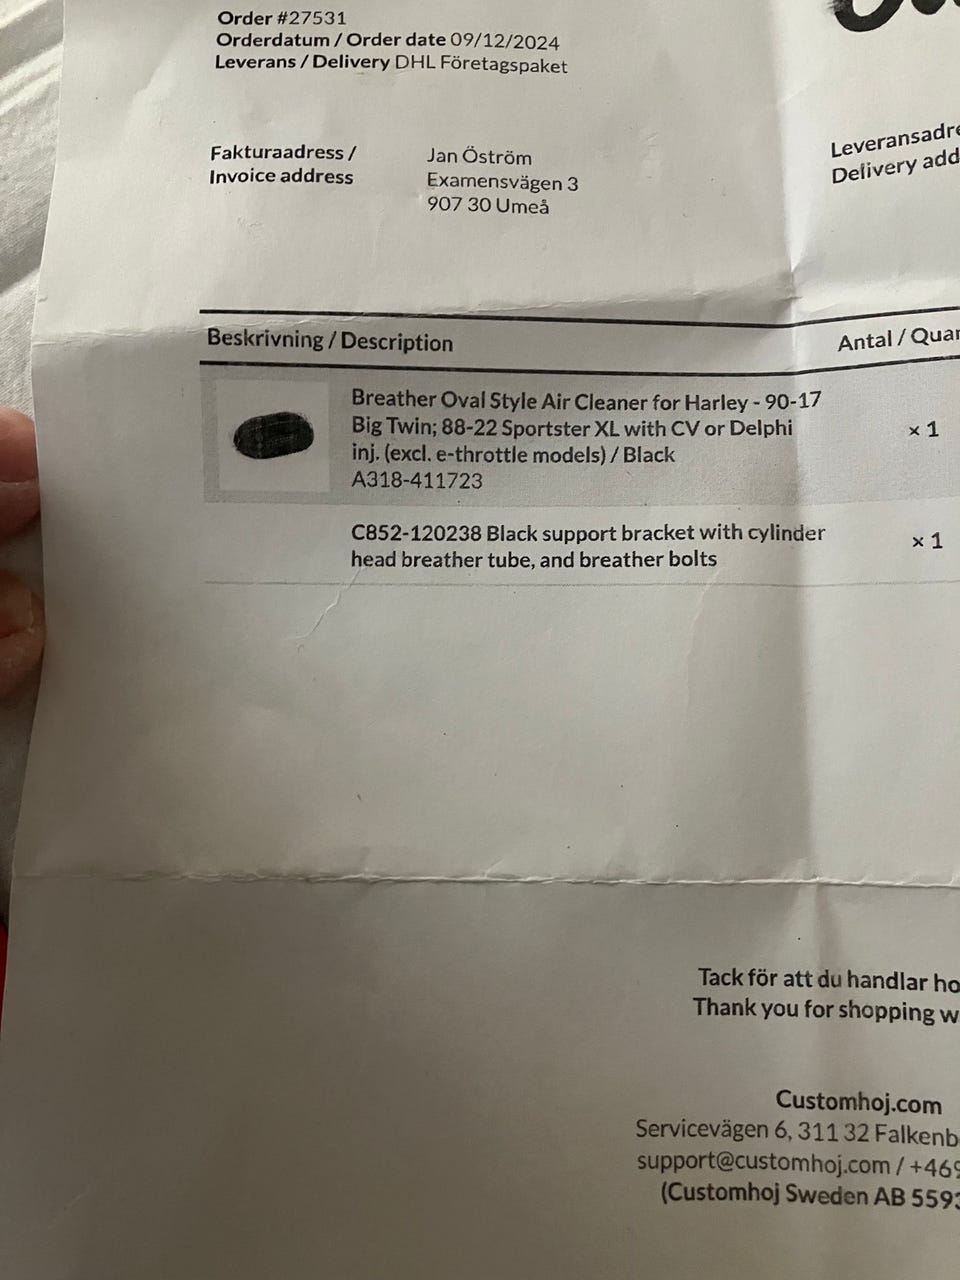 Order #27531
Orderdatum / Order date 09/12/2024
Leverans / Delivery DHL Företagspaket
Fakturaadress /
Invoice address
Jan Öström
Examensvägen 3
907 30 Umeå
Leveransadre
Delivery add
Beskrivning / Description
Antal / Quan
Breather Oval Style Air Cleaner for Harley - 90-17
Big Twin; 88-22 Sportster XL with CV or Delphi
inj. (excl. e-throttle models) / Black
A318-411723
× 1
C852-120238 Black support bracket with cylinder
head breather tube, and breather bolts
× 1
Tack för att du handlar ho
Thank you for shopping w
Customhoj.com
Servicevägen 6, 311 32 Falkenb
support@customhoj.com / +469
(Customhoj Sweden AB 5593